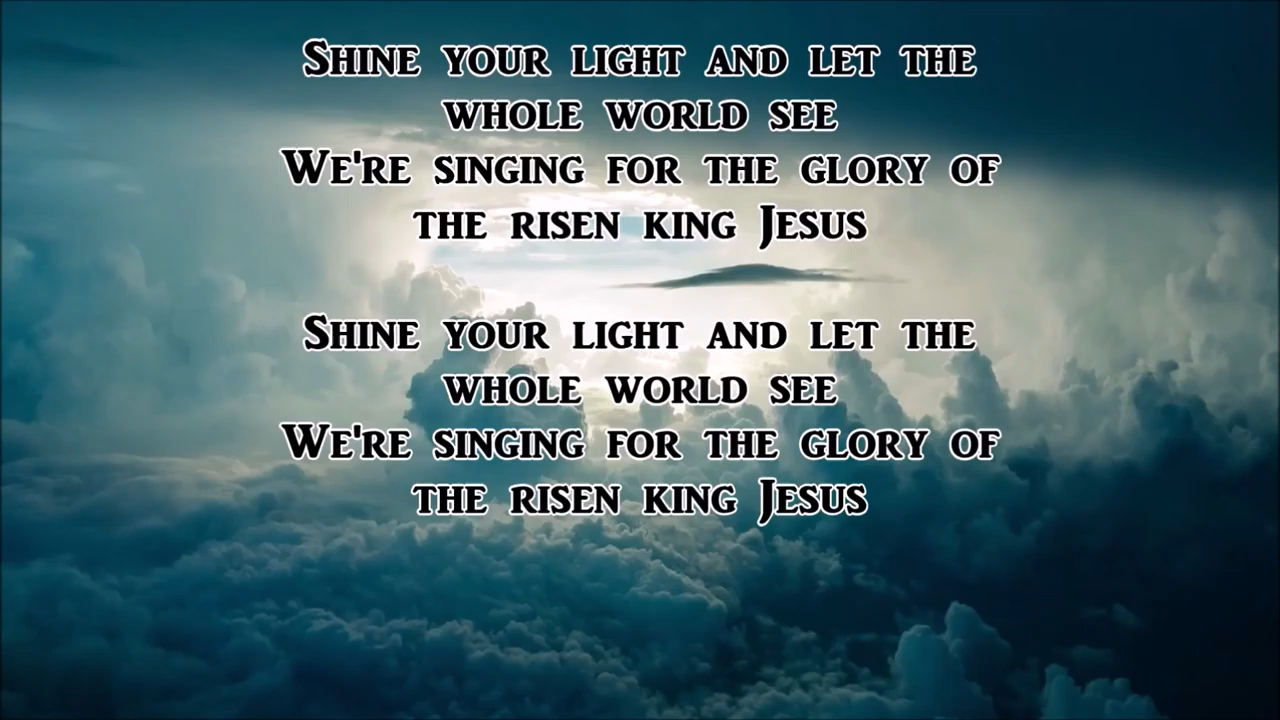 Shine your light and let the
whole world see
We're singing for the glory of
the risen king Jesus
Shine your light and let the
whole world see
We're singing for the glory of
the risen king Jesus